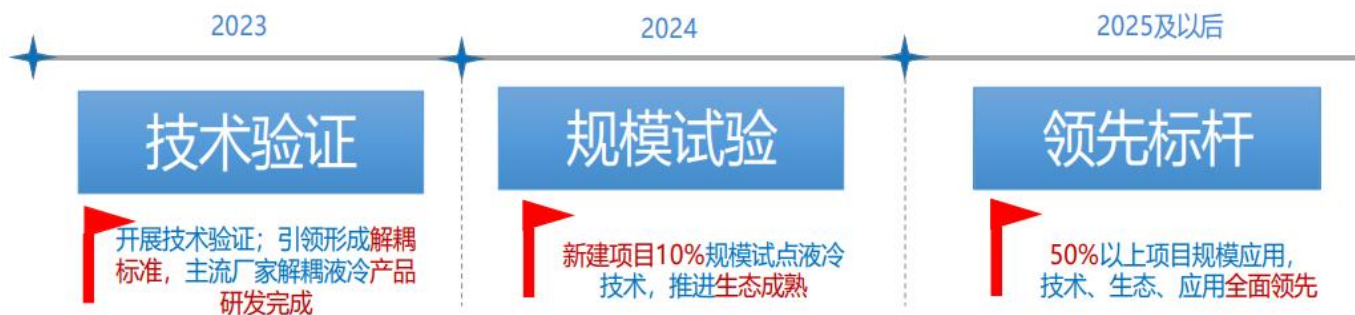 2023
2024
2025及以后
技术验证
规模试验
领先标杆
开展技术验证；引领形成解耦
标准，主流厂家解耦液冷产品
研发完成
新建项目10%规模试点液冷
技术，推进生态成熟
50%以上项目规模应用，
技术、生态、应用全面领先